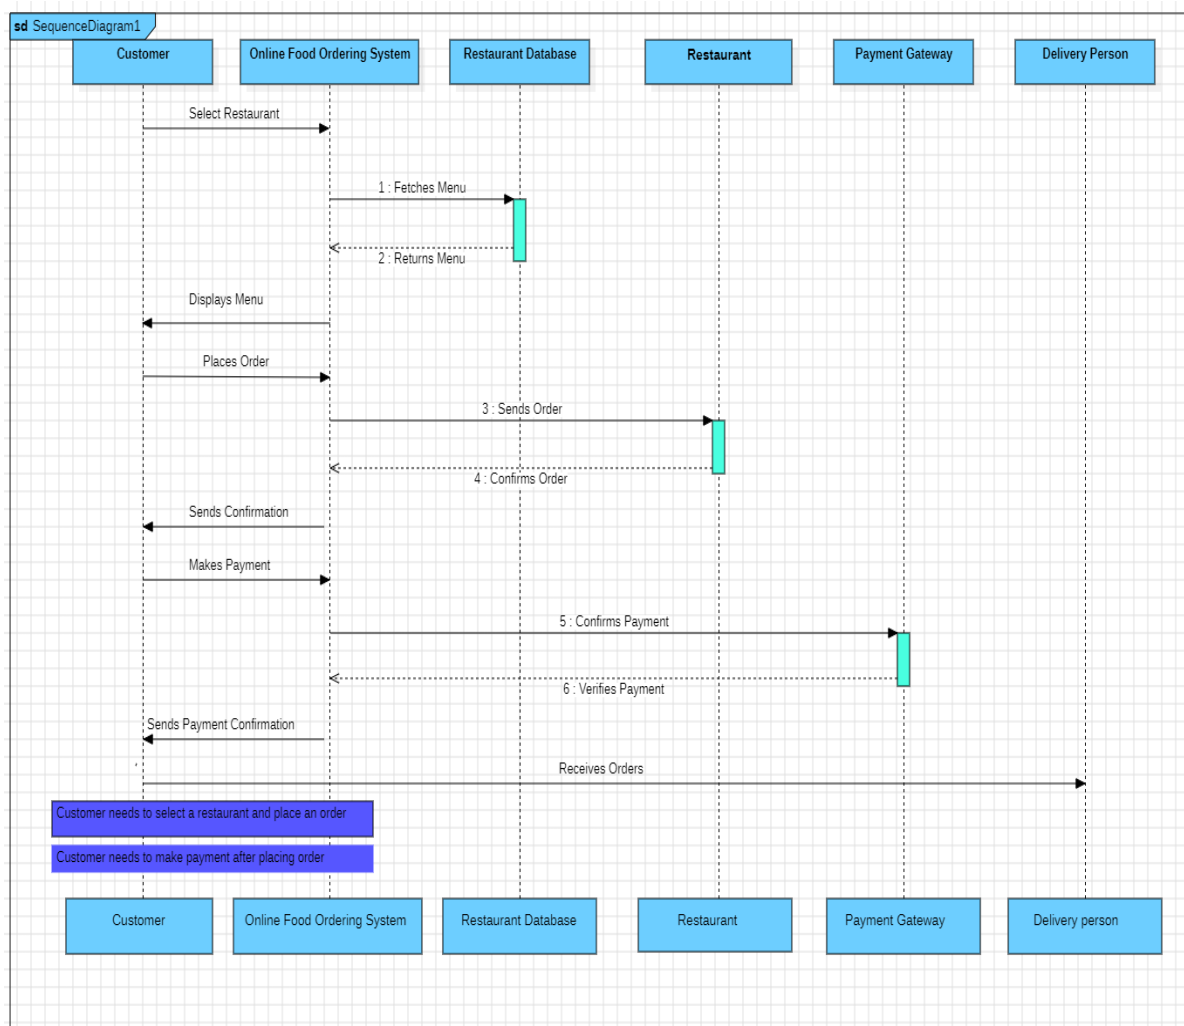 sd SequenceDiagram1
Customer
Online Food Ordering System
Restaurant Database
Restaurant
Payment Gateway
Delivery Person
Select Restaurant
1 : Fetches Menu
2 : Returns Menu
Displays Menu
Places Order
3 : Sends Order
4 : Confirms Order
Sends Confirmation
Makes Payment
5 : Confirms Payment
6 : Verifies Payment
Sends Payment Confirmation
Receives Orders
Customer needs to select a restaurant and place an order
Customer needs to make payment after placing order
Customer
Online Food Ordering System
Restaurant Database
Restaurant
Payment Gateway
Delivery person